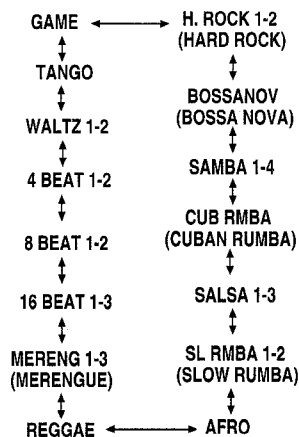 GAME
TANGO
WALTZ 1-2
4 BEAT 1-2
8 BEAT 1-2
16 BEAT 1-3
MERENG 1-3
(MERENGUE)
REGGAE
H. ROCK 1-2
(HARD ROCK)
BOSSANOV
(BOSSA NOVA)
SAMBA 1-4
CUB RMBA
(CUBAN RUMBA)
SALSA 1-3
SL RMBA 1-2
(SLOW RUMBA)
AFRO